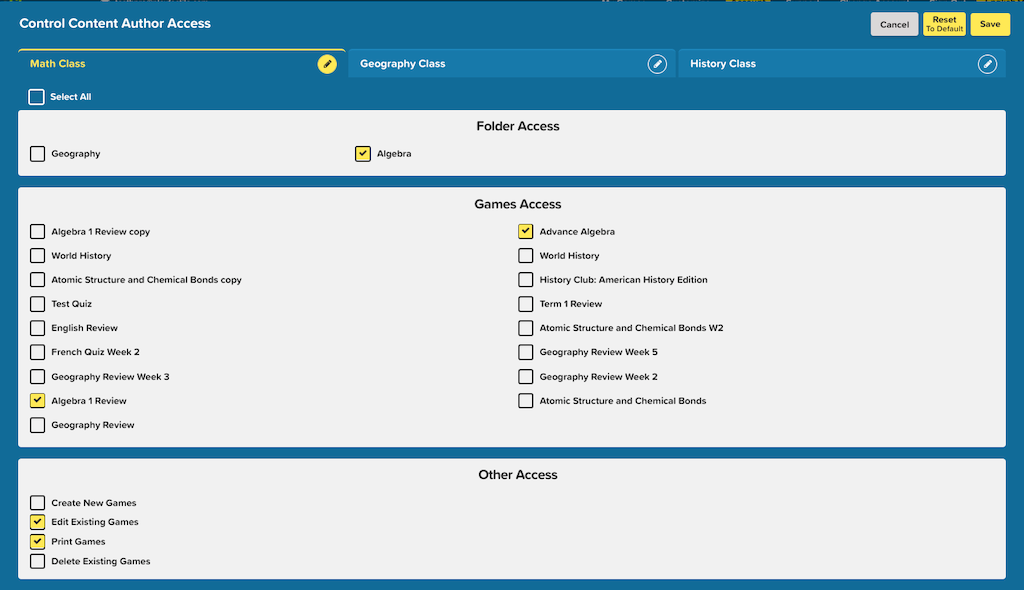 Control Content Author Access
Cancel
Reset
To Default
Save
Math Class
Geography Class
History Class
Select All
Folder Access
Geography
Algebra
Games Access
Algebra 1 Review copy
Advance Algebra
World History
World History
Atomic Structure and Chemical Bonds copy
History Club: American History Edition
Test Quiz
Term 1 Review
English Review
Atomic Structure and Chemical Bonds W2
French Quiz Week 2
Geography Review Week 5
Geography Review Week 3
Geography Review Week 2
Algebra 1 Review
Atomic Structure and Chemical Bonds
Geography Review
Other Access
Create New Games
Edit Existing Games
Print Games
Delete Existing Games